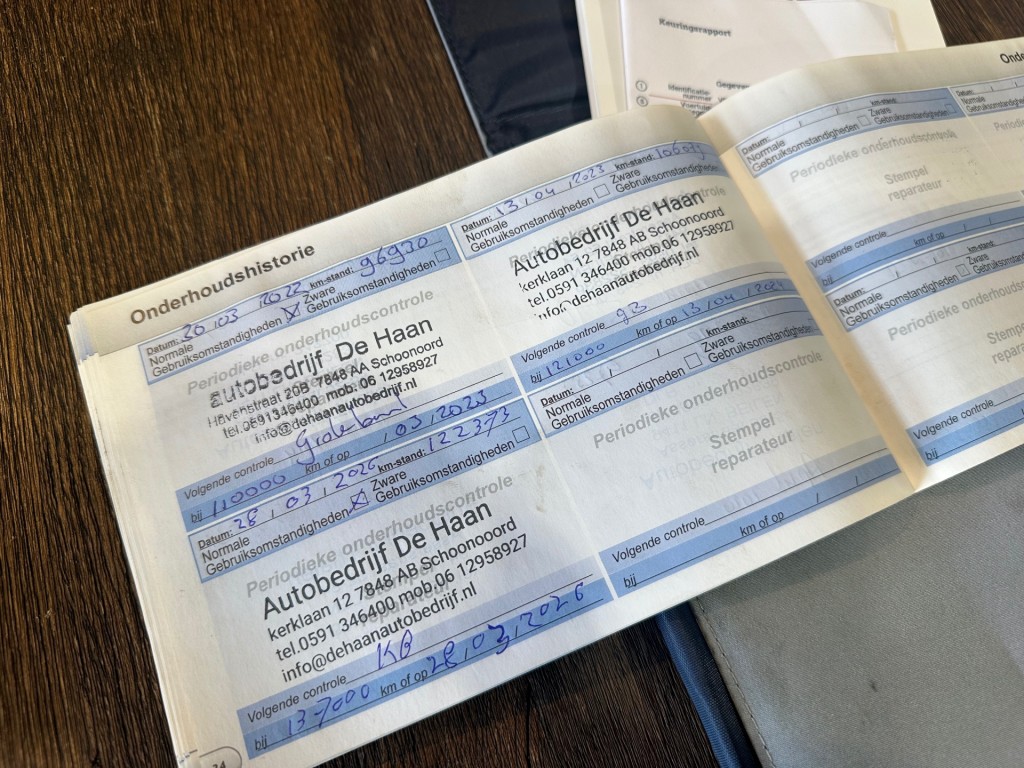 Keuringsrapport
Onderhoudshistorie
Datum: 20 03 2022 km-stand: 96930
Normale Gebruiksomstandigheden
Zware Gebruiksomstandigheden
Periodieke onderhoudscontrole
autobedrijf De Haan
Havenstraat 20B 7848 AA Schoonoord
tel.0591346400 mob.06 12958927
info@dehaanautobedrijf.nl
Volgende controle Grote beurt
bij 110000 km of op , 03, 2023
Datum: 28, 03, 2026 km-stand: 122373
Normale Gebruiksomstandigheden
Zware Gebruiksomstandigheden
Periodieke onderhoudscontrole
Autobedrijf De Haan
kerklaan 12 7848 AB Schoonoord
tel.0591 346400 mob.06 12958927
info@dehaanautobedrijf.nl
Volgende controle KB
bij 137000 km of op 28, 03, 2026
Datum: 13, 04, 2023 km-stand:
Normale Gebruiksomstandigheden
Zware Gebruiksomstandigheden
Autobedrijf De Haan
kerklaan 12 7848 AB Schoonoord
tel.0591 346400 mob.06 12958927
info@dehaanautobedrijf.nl
Volgende controle gB
bij 121000 km of op 13, 04, 2024
Datum: / / km-stand:
Normale Gebruiksomstandigheden
Zware Gebruiksomstandigheden
Periodieke onderhoudscontrole
Stempel
reparateur
Volgende controle
bij km of op / /
Datum: / / km-stand:
Normale Gebruiksomstandigheden
Zware Gebruiksomstandigheden
Periodieke onderhoudscontrole
Stempel
reparateur
Volgende controle
bij km of op / /
Datum: / / km-stand:
Normale Gebruiksomstandigheden
Zware Gebruiksomstandigheden
Periodieke
Volgende controle
bij